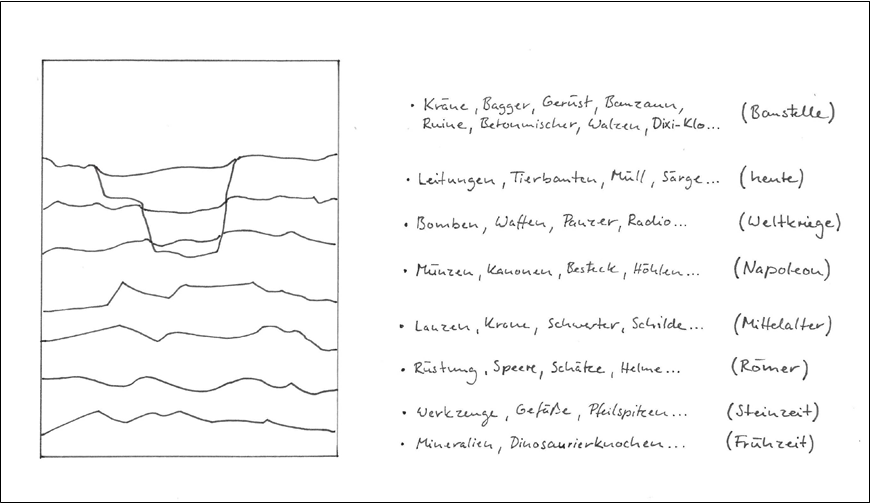 • Kräne, Bagger, Gerüst, Bauzaun,
Ruine, Betonmischer, Walzen, Dixi-Klo... (Baustelle)
• Leitungen, Tierbauten, Müll, Särge... (heute)
• Bomben, Waffen, Panzer, Radio... (Weltkriege)
• Münzen, Kanonen, Besteck, Höhlen... (Napoleon)
• Lanzen, Krone, Schwerter, Schilde... (Mittelalter)
• Rüstung, Speere, Schätze, Helme... (Römer)
• Werkzeuge, Gefäße, Pfeilspitzen... (Steinzeit)
• Mineralien, Dinosaurierknochen... (Frühzeit)